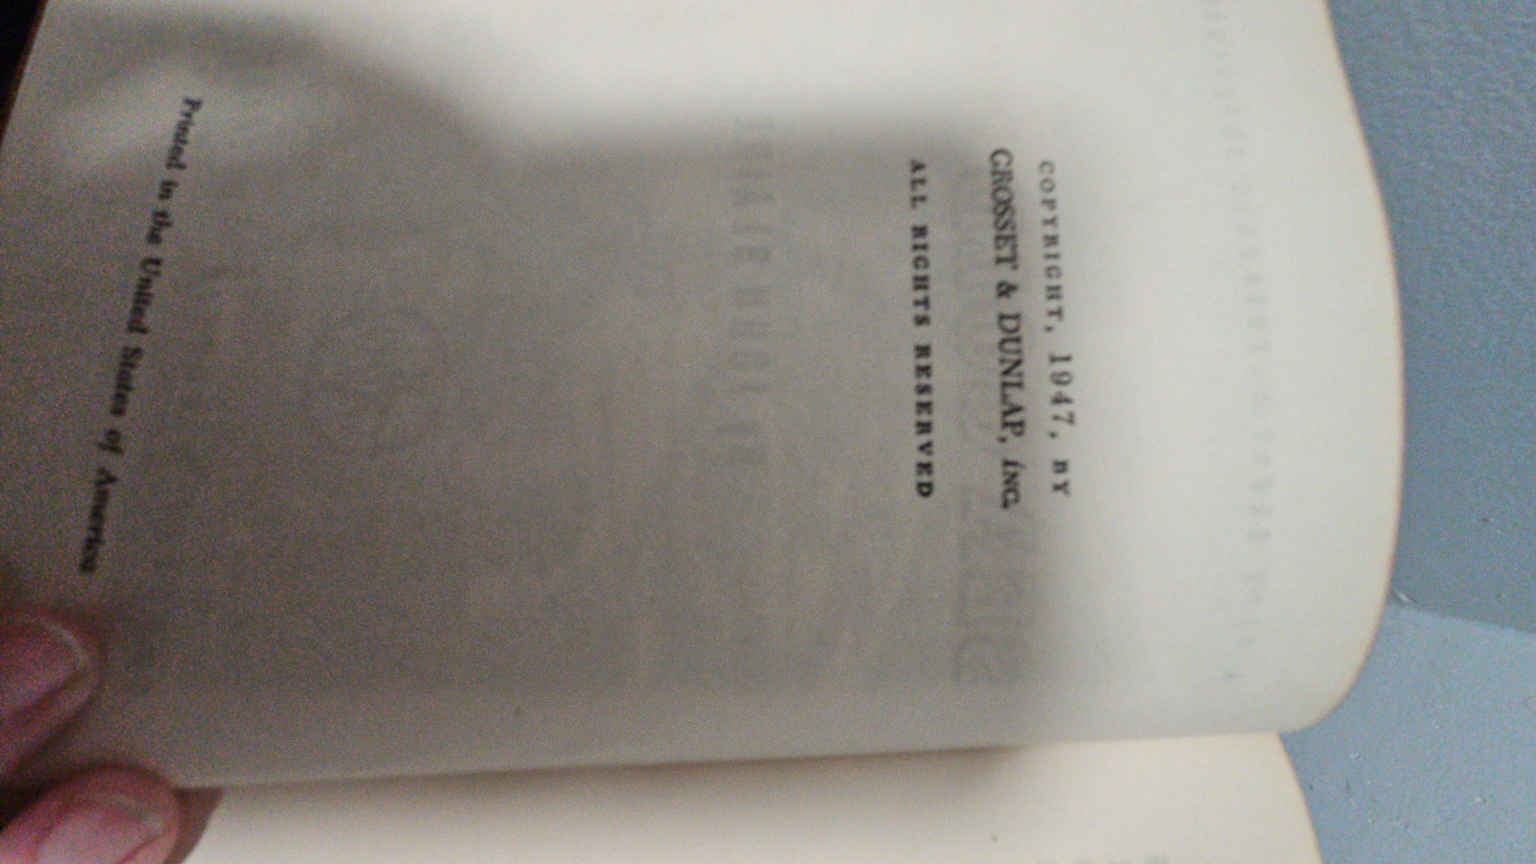 COPYRIGHT, 1947, BY
GROSSET & DUNLAP, INC.
ALL RIGHTS RESERVED
Printed in the United States of America